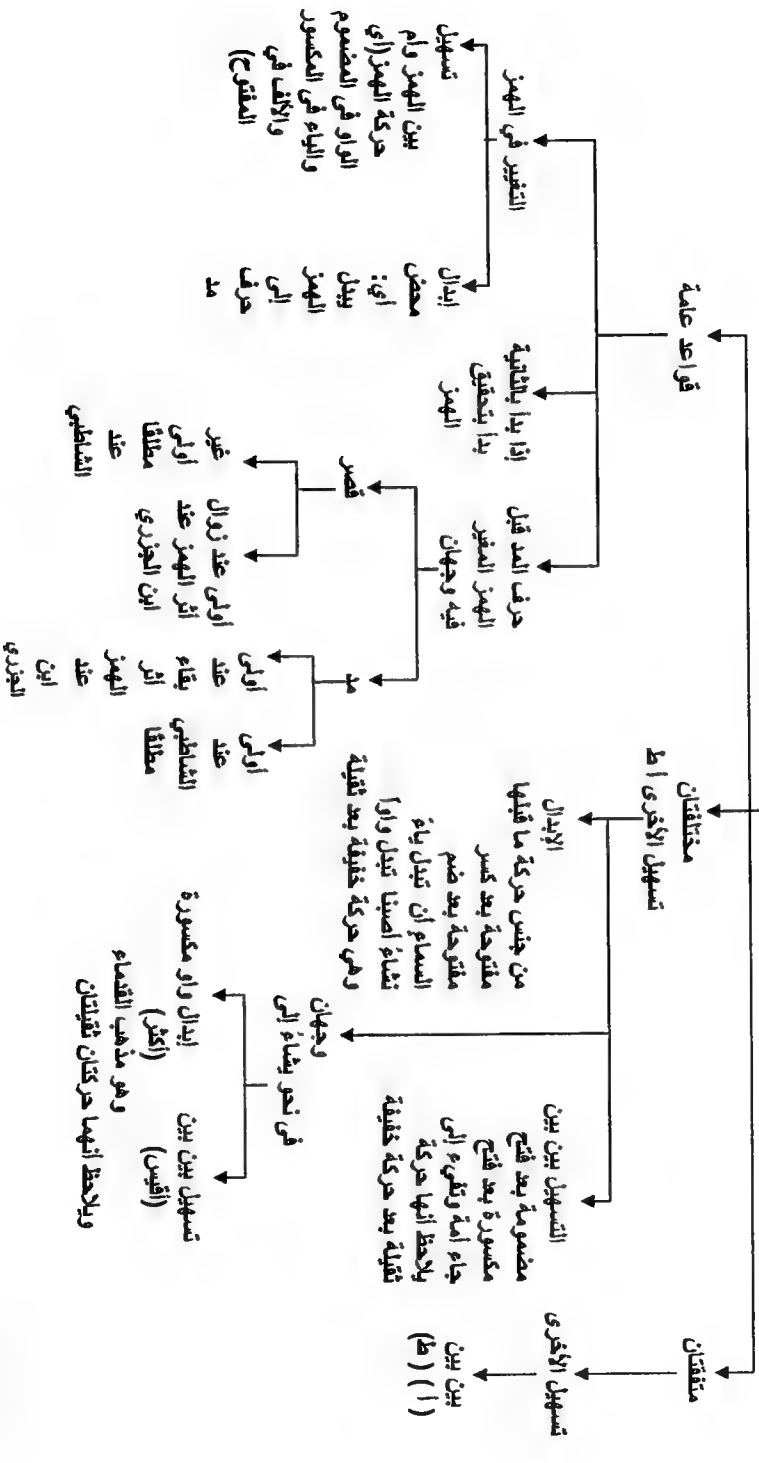 متفقتان
تسهيل الأخرى
بين بين
(أ) (ط)
مختلفتان
تسهيل الأخرى أ ط
التسهيل بين بين
مضمومة بعد فتح
مكسورة بعد فتح
جاء أمة وتفيء إلى
يلاحظ أنها حركة
ثقيلة بعد حركة خفيفة
وجهان
في نحو يشاءُ إلى
تسهيل بين بين
(أقيس)
إبدال واو مكسورة
(أكثر)
وهو مذهب القدماء
ويلاحظ أنهما حركتان ثقيلتان
الإبدال
من جنس حركة ما قبلها
مفتوحة بعد كسر
مفتوحة بعد ضم
السماءِ أن تبدل ياءً
نشاءُ أصبنا تبدل واوا
وهي حركة خفيفة بعد ثقيلة
قواعد عامة
حرف المد قبل
الهمز المغير
فيه وجهان
مد
أولى
عند
الشاطبي
مطلقا
أولى
عند
بقاء
أثر
الهمز
عند
ابن
الجزري
قصر
أولى عند زوال
أثر الهمز عند
ابن الجزري
غير
أولى
مطلقا
عند
الشاطبي
إذا بدأ بالثانية
بدأ بتحقيق
الهمز
التغيير في الهمز
إبدال
محض
أي:
يبدل
الهمز
إلى
حرف
مد
تسهيل
بين الهمز وأم
حركة الهمز(أي
الواو في المضموم
والياء في المكسور
والألف في
المفتوح)